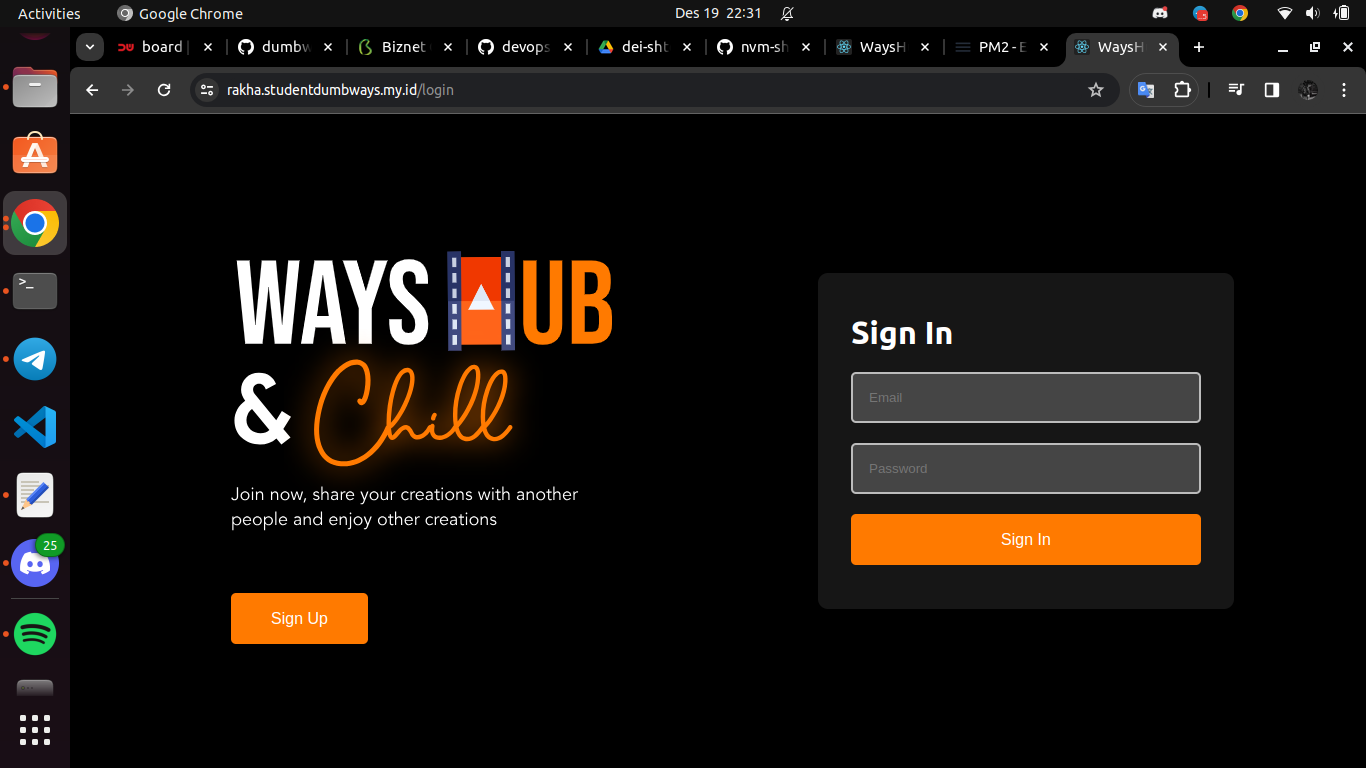 Activities
Google Chrome
Des 19 22:31
board
dumbw
Biznet
devops
dei-sht
nvm-sh
WaysH
PM2 - E
WaysH
rakha.studentdumbways.my.id/login
WAYS HUB
& Chill
Join now, share your creations with another
people and enjoy other creations
Sign Up
Sign In
Email
Password
Sign In
25